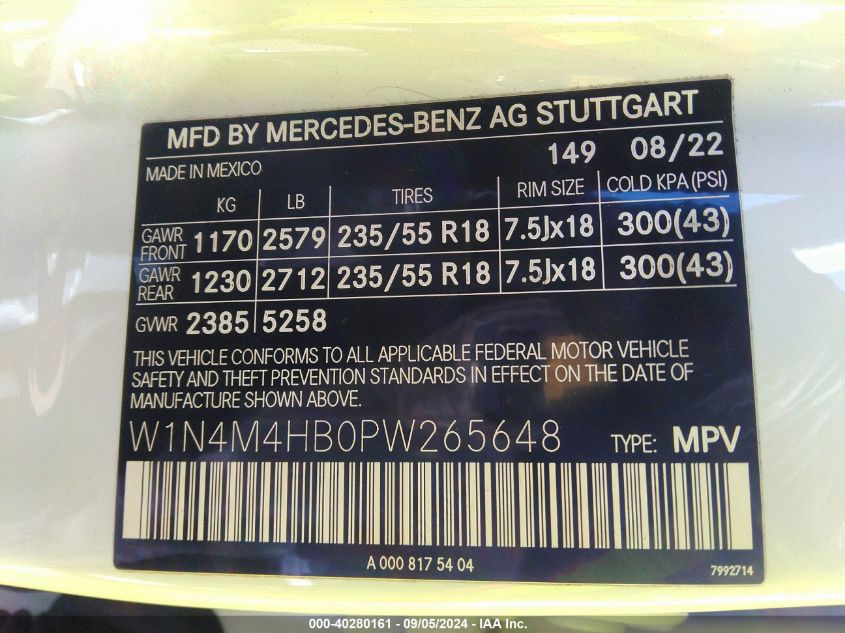 MFD BY MERCEDES-BENZ AG STUTTGART
MADE IN MEXICO 149 08/22
KG LB TIRES RIM SIZE COLD KPA (PSI)
GAWR FRONT 1170 2579 235/55 R18 7.5Jx18 300(43)
GAWR REAR 1230 2712 235/55 R18 7.5Jx18 300(43)
GVWR 2385 5258
THIS VEHICLE CONFORMS TO ALL APPLICABLE FEDERAL MOTOR VEHICLE
SAFETY AND THEFT PREVENTION STANDARDS IN EFFECT ON THE DATE OF
MANUFACTURE SHOWN ABOVE.
W1N4M4HB0PW265648 TYPE: MPV
A 000 817 54 04
7992714
000-40280161 - 09/05/2024 - IAA Inc.